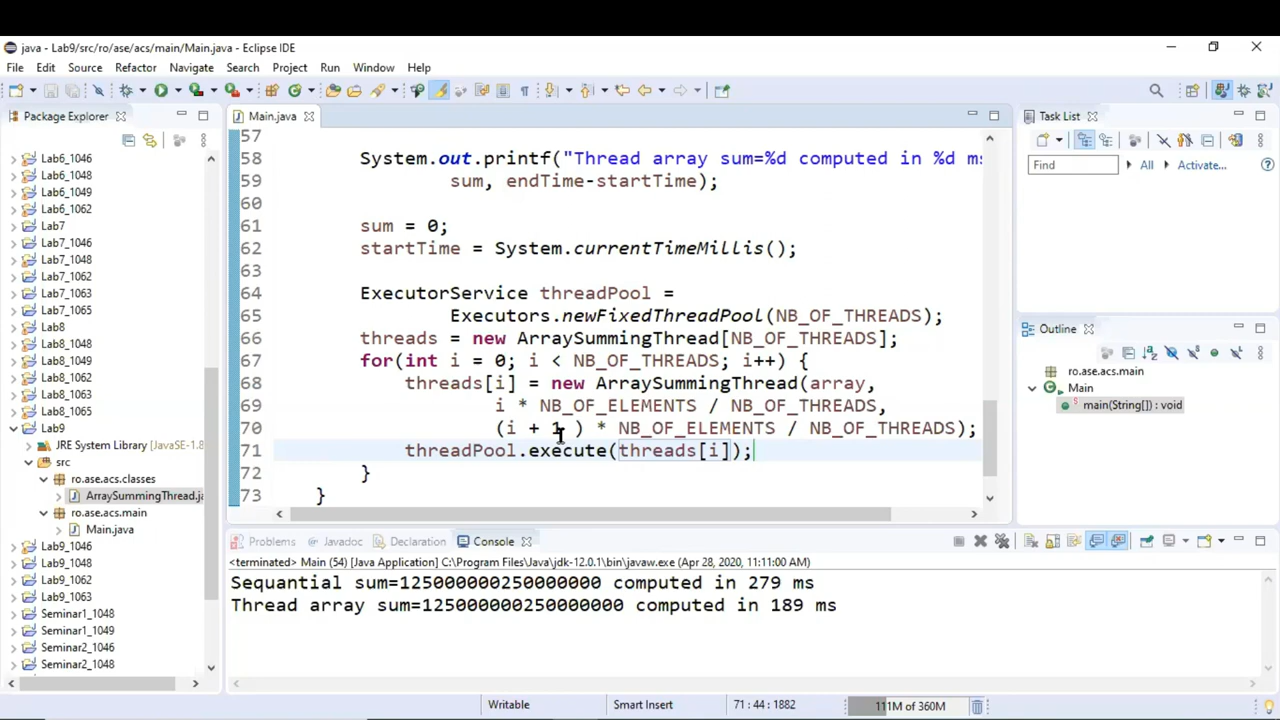 java - Lab9/src/ro/ase/acs/main/Main.java - Eclipse IDE
File Edit Source Refactor Navigate Search Project Run Window Help
Package Explorer
Lab6_1046
Lab6_1048
Lab6_1049
Lab6_1062
Lab7
Lab7_1046
Lab7_1048
Lab7_1062
Lab7_1063
Lab7_1065
Lab8
Lab8_1048
Lab8_1049
Lab8_1062
Lab8_1063
Lab8_1065
Lab9
JRE System Library [JavaSE-1.8
src
ro.ase.acs.classes
ArraySummingThread.ja
ro.ase.acs.main
Main.java
Lab9_1046
Lab9_1048
Lab9_1062
Lab9_1063
Seminar1_1048
Seminar1_1049
Seminar2_1046
Seminar2_1048
Main.java
57
58 System.out.printf("Thread array sum=%d computed in %d ms
59 sum, endTime-startTime);
60
61 sum = 0;
62 startTime = System.currentTimeMillis();
63
64 ExecutorService threadPool =
65 Executors.newFixedThreadPool(NB_OF_THREADS);
66 threads = new ArraySummingThread[NB_OF_THREADS];
67 for(int i = 0; i < NB_OF_THREADS; i++) {
68 threads[i] = new ArraySummingThread(array,
69 i * NB_OF_ELEMENTS / NB_OF_THREADS,
70 (i + 1 ) * NB_OF_ELEMENTS / NB_OF_THREADS);
71 threadPool.execute(threads[i]);
72 }
73 }
Task List
Find All Activate...
Outline
ro.ase.acs.main
Main
main(String[]) : void
Problems Javadoc Declaration Console
<terminated> Main (54) [Java Application] C:\Program Files\Java\jdk-12.0.1\bin\javaw.exe (Apr 28, 2020, 11:11:00 AM)
Sequantial sum=125000000250000000 computed in 279 ms
Thread array sum=125000000250000000 computed in 189 ms
Writable Smart Insert 71 : 44 : 1882 111M of 360M